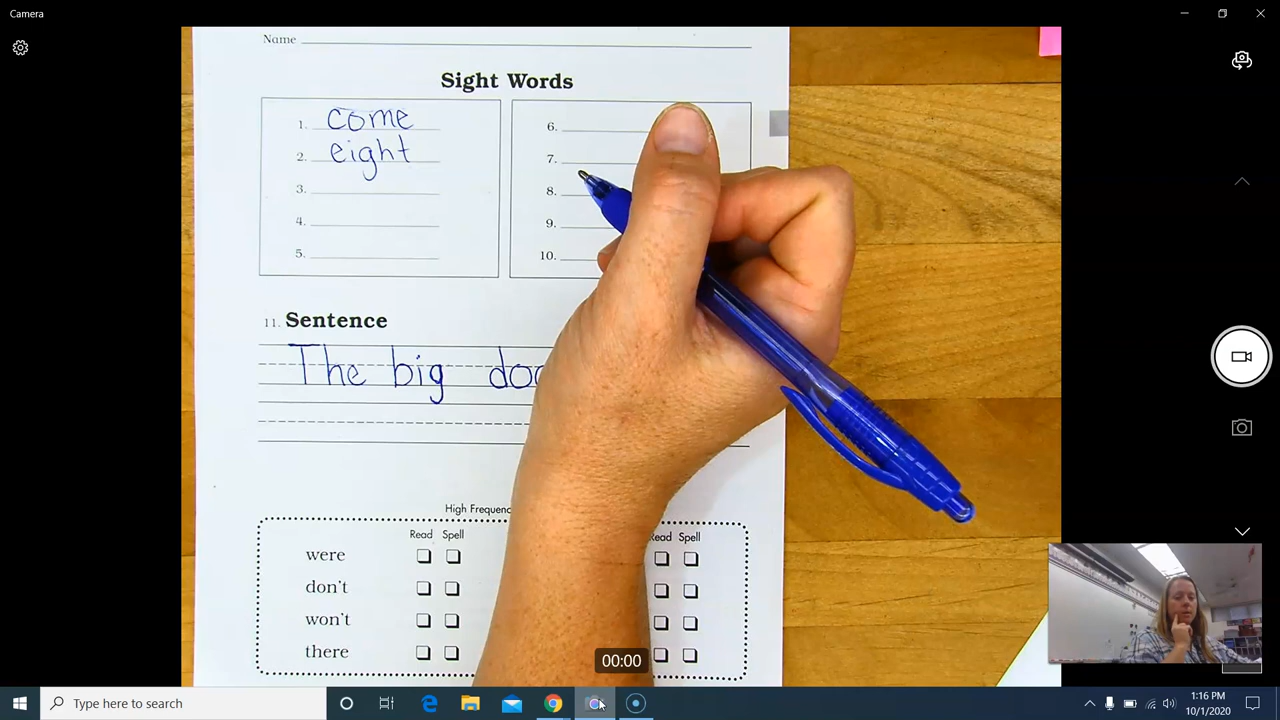 Camera
Name
Sight Words
1. come
2. eight
3.
4.
5.
6.
7.
8.
9.
10.
11. Sentence
The big
High
Read Spell
were
don't
won't
there
Read Spell
00:00
Type here to search
1:16 PM
10/1/2020